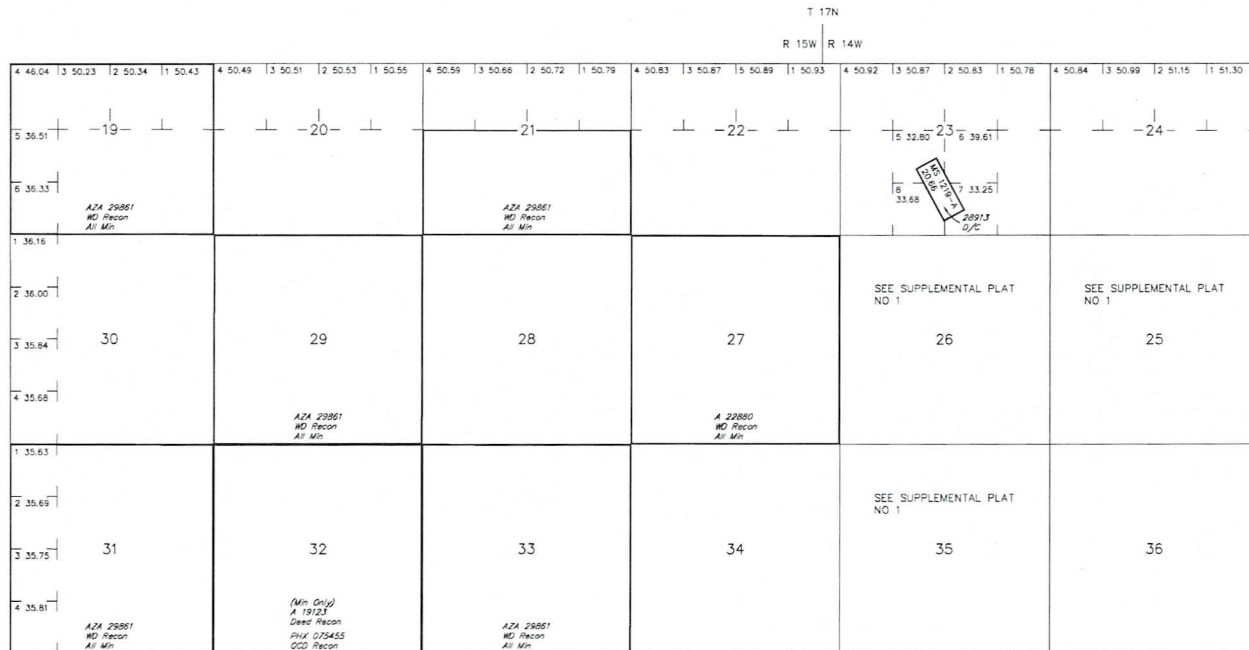 T 17N
R 15W R 14W
4 46.04 3 50.23 2 50.34 1 50.43 4 50.49 3 50.51 2 50.53 1 50.55 4 50.59 3 50.66 2 50.72 1 50.79 4 50.83 3 50.87 5 50.89 1 50.93 4 50.92 3 50.87 2 50.83 1 50.78 4 50.84 3 50.99 2 51.15 1 51.30
5 36.51 19 20 21 22 5 32.80 23 6 39.61 24
6 36.33
MS 1219-A
20.66
8 33.68
7 33.25
28913
D/C
AZA 29861
WD Recon
All Min
AZA 29861
WD Recon
All Min
1 36.16
2 36.00
SEE SUPPLEMENTAL PLAT
NO 1
SEE SUPPLEMENTAL PLAT
NO 1
3 35.84 30 29 28 27 26 25
4 35.68
AZA 29861
WD Recon
All Min
A 22880
WD Recon
All Min
1 35.63
2 35.69
SEE SUPPLEMENTAL PLAT
NO 1
3 35.75 31 32 33 34 35 36
4 35.81
AZA 29861
WD Recon
All Min
(Min Only)
A 19123
Deed Recon
PHX 075455
QCD Recon
AZA 29861
WD Recon
All Min